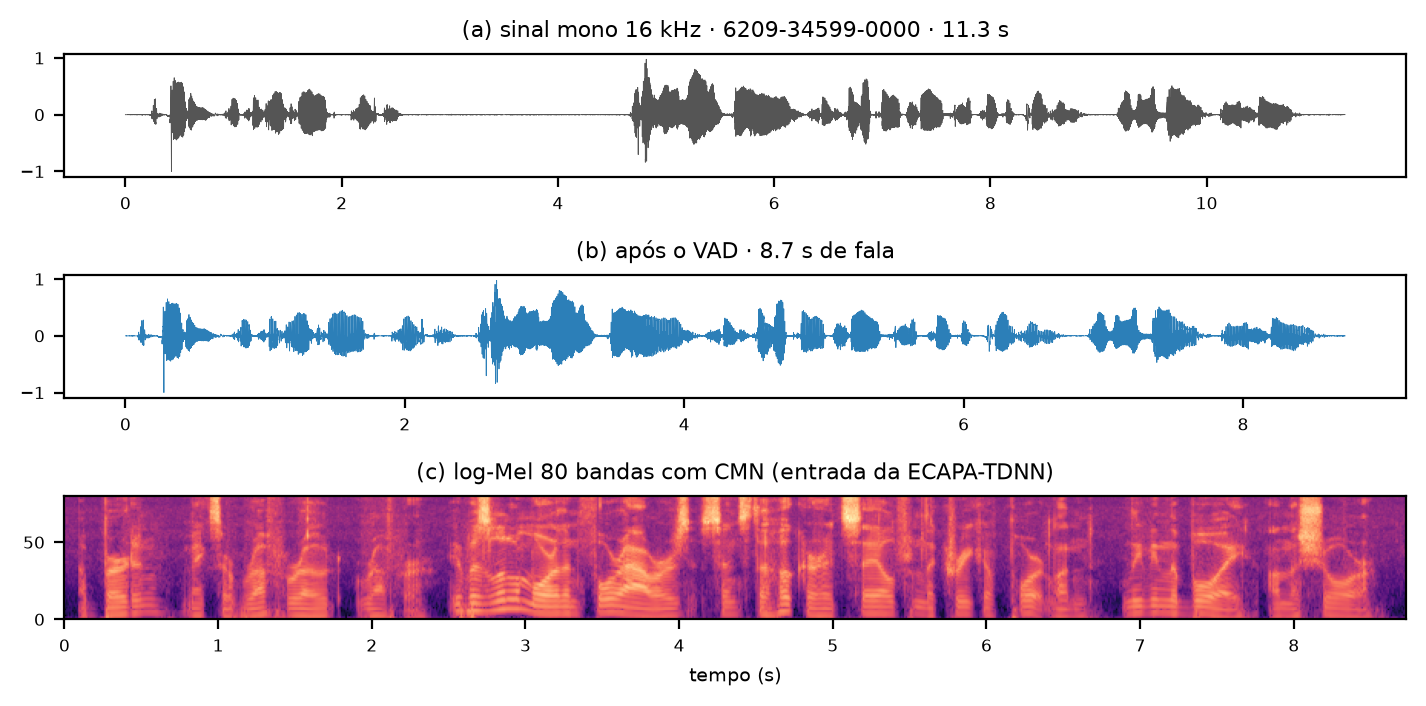 (a) sinal mono 16 kHz · 6209-34599-0000 · 11.3 s
1
0
−1
0 2 4 6 8 10
(b) após o VAD · 8.7 s de fala
1
0
−1
0 2 4 6 8
(c) log-Mel 80 bandas com CMN (entrada da ECAPA-TDNN)
50
0
0 1 2 3 4 5 6 7 8
tempo (s)